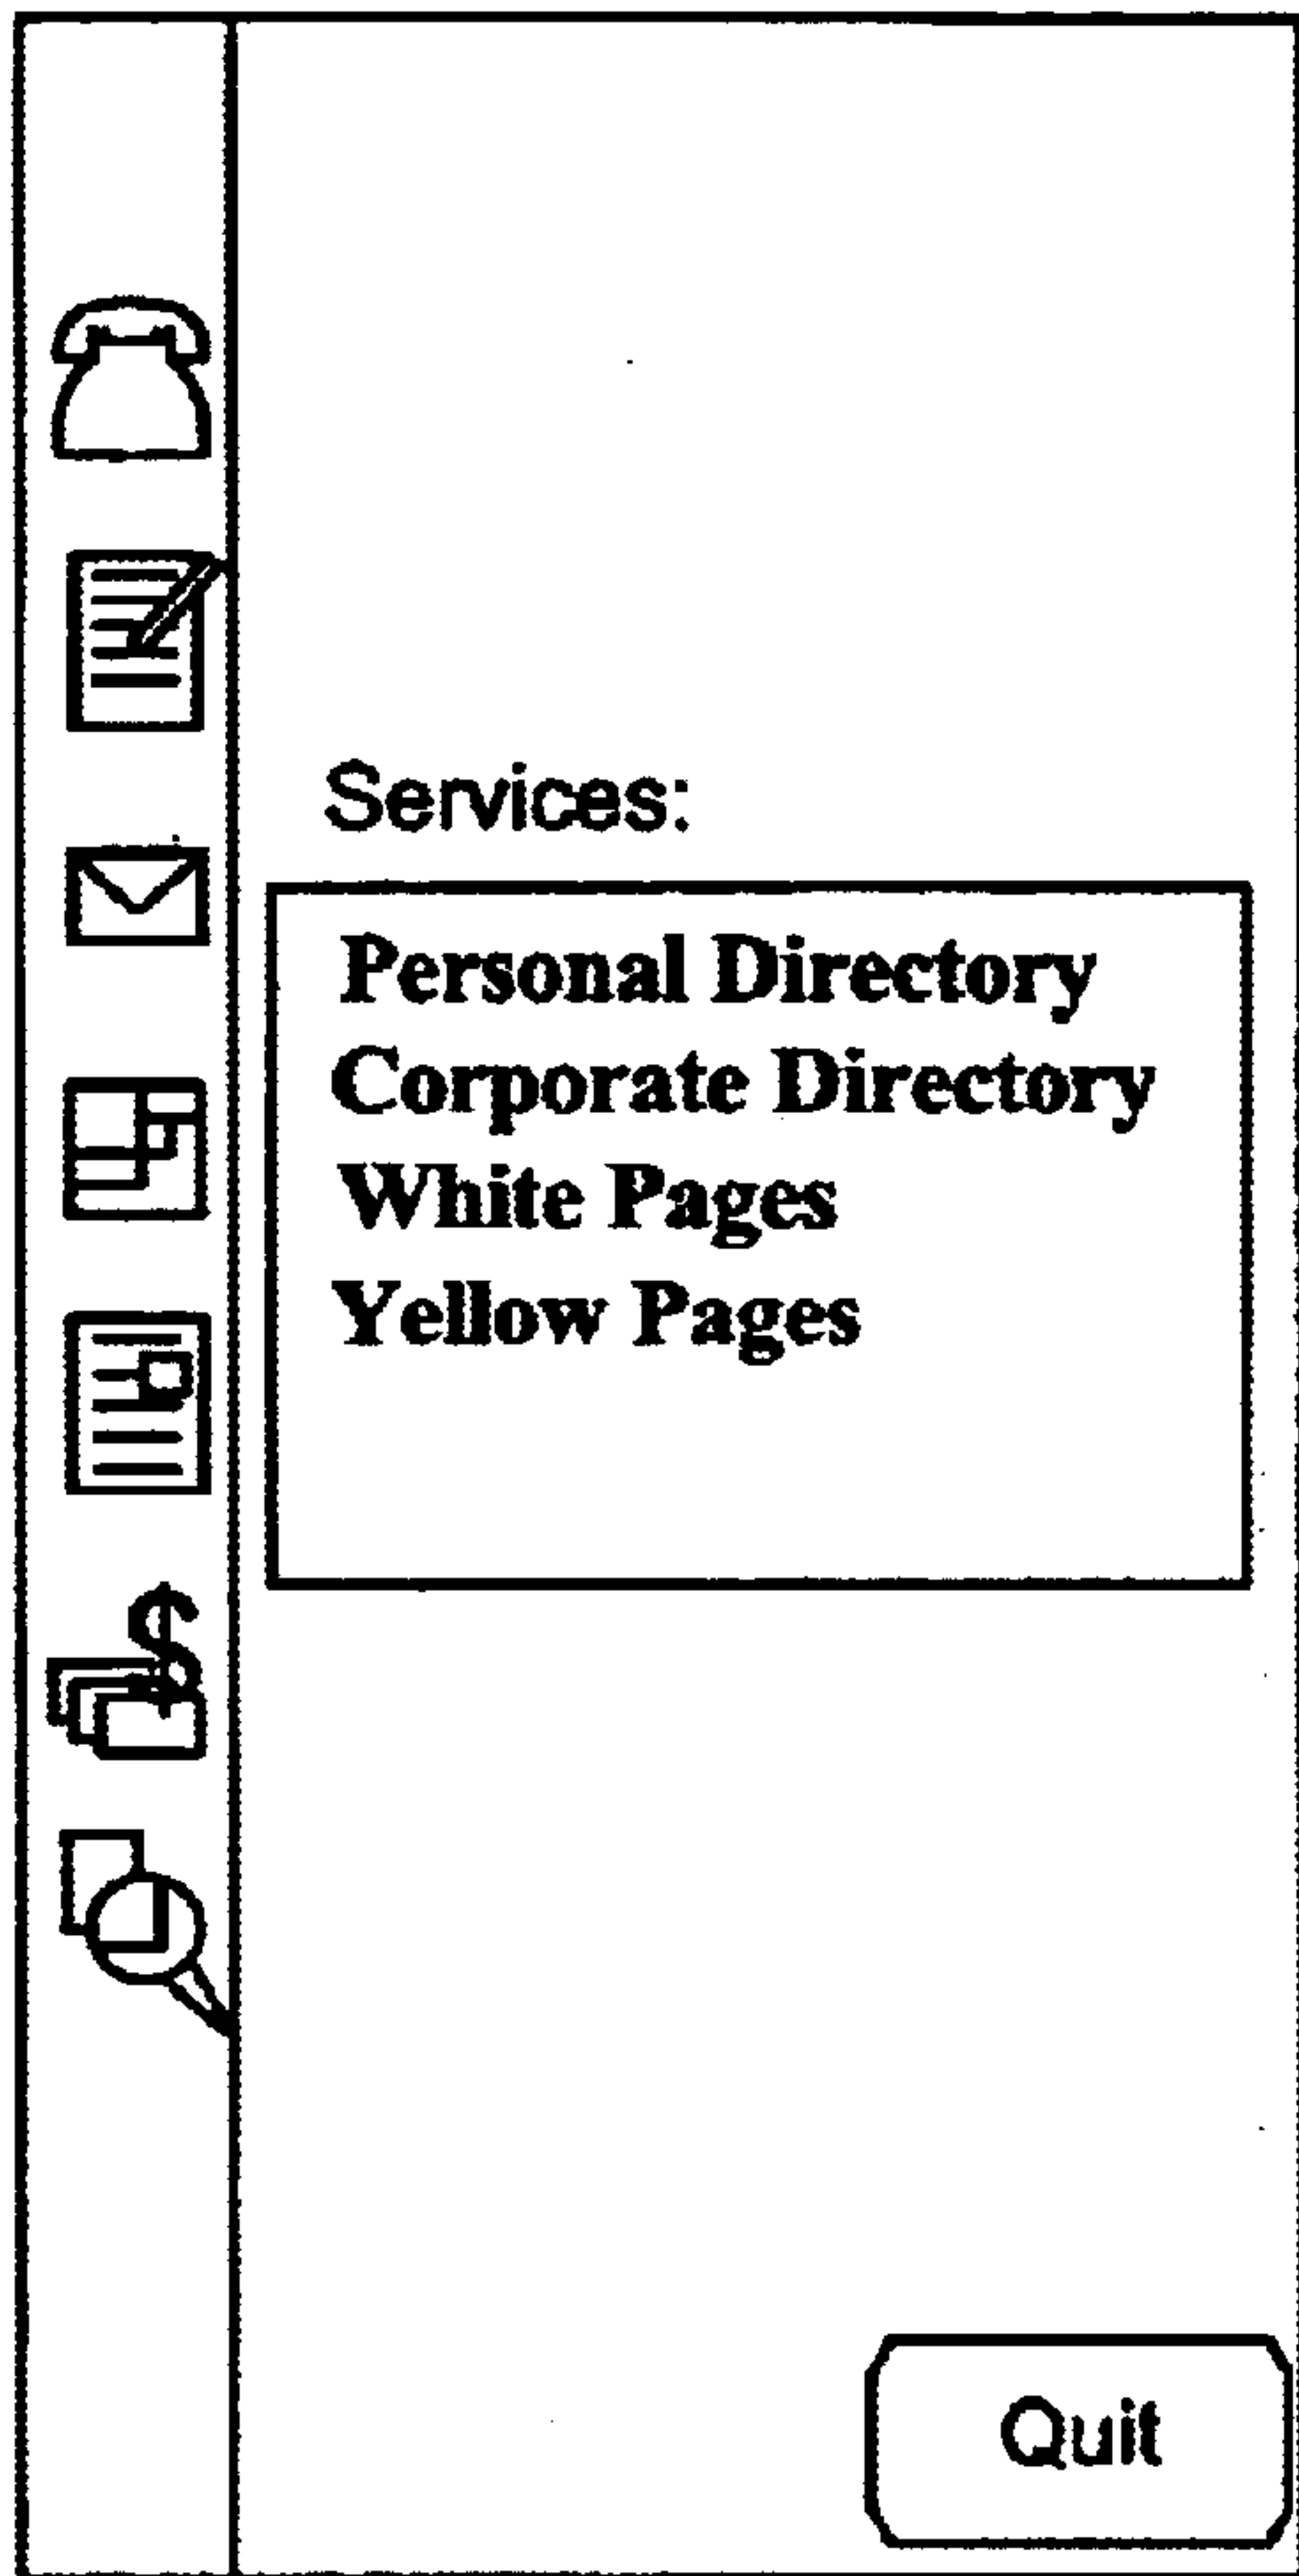 Services:
Personal Directory
Corporate Directory
White Pages
Yellow Pages
$
Quit